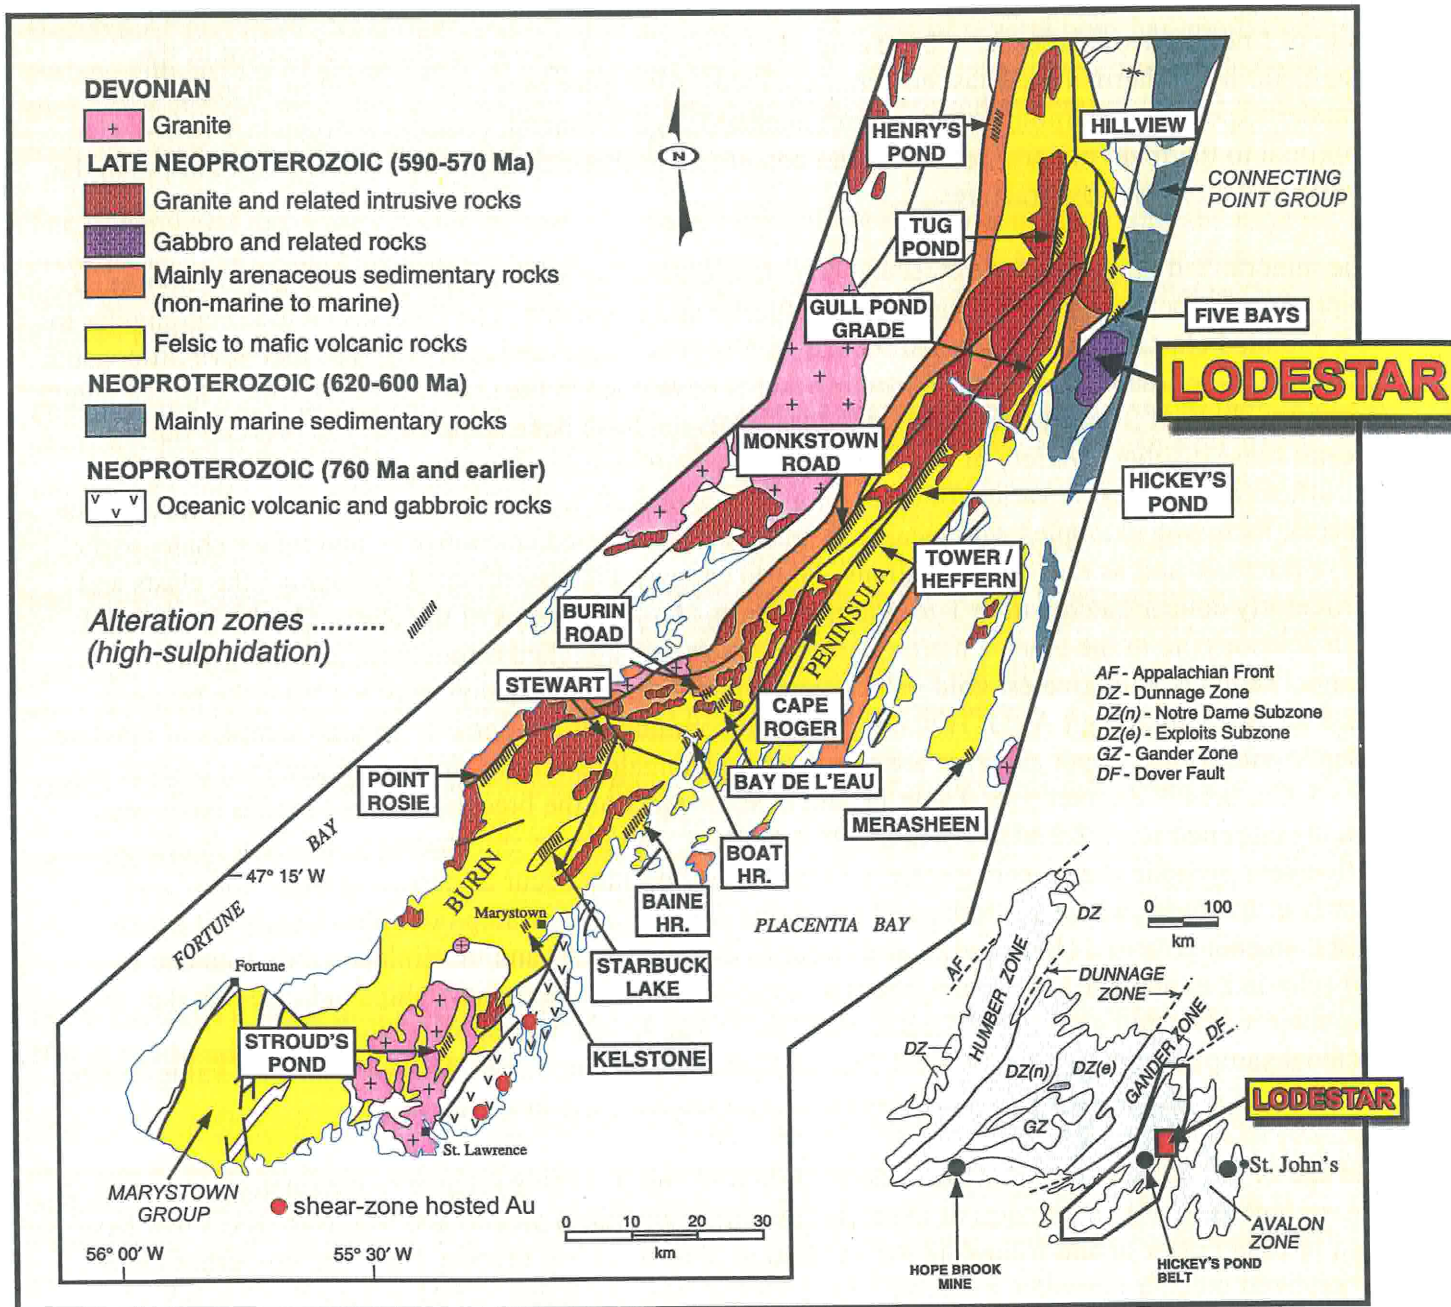 DEVONIAN
+ Granite
LATE NEOPROTEROZOIC (590-570 Ma)
Granite and related intrusive rocks
Gabbro and related rocks
Mainly arenaceous sedimentary rocks
(non-marine to marine)
Felsic to mafic volcanic rocks
NEOPROTEROZOIC (620-600 Ma)
Mainly marine sedimentary rocks
NEOPROTEROZOIC (760 Ma and earlier)
v v v Oceanic volcanic and gabbroic rocks
Alteration zones .........
(high-sulphidation)
N
HENRY'S
POND
HILLVIEW
CONNECTING
POINT GROUP
TUG
POND
GULL POND
GRADE
FIVE BAYS
LODESTAR
MONKSTOWN
ROAD
HICKEY'S
POND
TOWER /
HEFFERN
BURIN
ROAD
PENINSULA
STEWART
CAPE
ROGER
POINT
ROSIE
BAY DE L'EAU
MERASHEEN
BOAT
HR.
BAINE
HR.
BURIN
Marystown
PLACENTIA BAY
STARBUCK
LAKE
KELSTONE
47° 15′ W
FORTUNE BAY
Fortune
STROUD'S
POND
St. Lawrence
MARYSTOWN
GROUP
shear-zone hosted Au
0 10 20 30
km
56° 00′ W
55° 30′ W
AF - Appalachian Front
DZ - Dunnage Zone
DZ(n) - Notre Dame Subzone
DZ(e) - Exploits Subzone
GZ - Gander Zone
DF - Dover Fault
0 100
km
DZ
AF
HUMBER ZONE
DUNNAGE
ZONE
DZ
DZ(n)
DZ(e)
GANDER ZONE
DF
GZ
LODESTAR
St. John's
AVALON
ZONE
HOPE BROOK
MINE
HICKEY'S POND
BELT